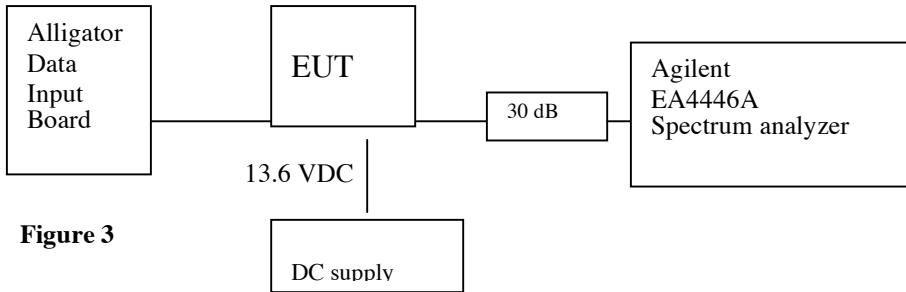 Alligator
Data
Input
Board
EUT
30 dB
Agilent
EA4446A
Spectrum analyzer
13.6 VDC
Figure 3
DC supply